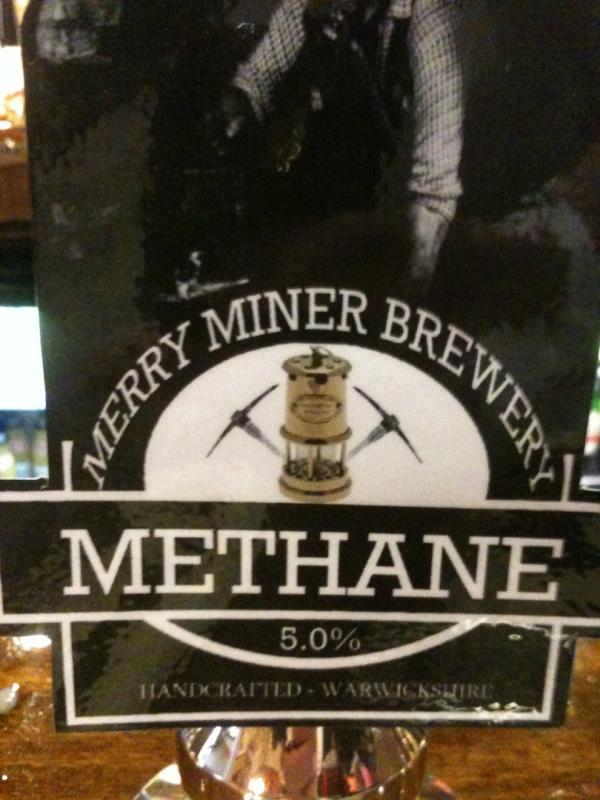 MERRY MINER BREWERY
METHANE
5.0%
HANDCRAFTED - WARWICKSHIRE